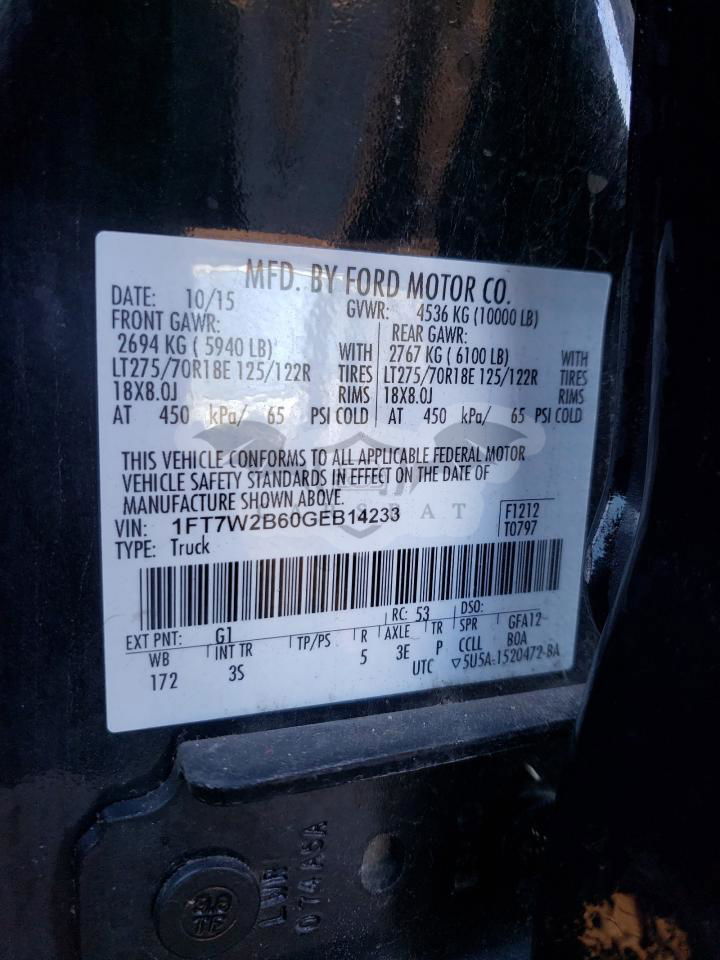 MFD. BY FORD MOTOR CO.
DATE: 10/15 GVWR: 4536 KG (10000 LB)
FRONT GAWR: REAR GAWR:
2694 KG ( 5940 LB) WITH 2767 KG ( 6100 LB) WITH
LT275/70R18E 125/122R TIRES LT275/70R18E 125/122R TIRES
18X8.0J RIMS 18X8.0J RIMS
AT 450 kPa/ 65 PSI COLD AT 450 kPa/ 65 PSI COLD
THIS VEHICLE CONFORMS TO ALL APPLICABLE FEDERAL MOTOR
VEHICLE SAFETY STANDARDS IN EFFECT ON THE DATE OF
MANUFACTURE SHOWN ABOVE.
VIN: 1FT7W2B60GEB14233 F1212
TYPE: Truck T0797
EXT PNT: G1 RC: 53 DSO:
WB INT TR TP/PS R AXLE TR SPR GFA12
172 3S 5 3E P CCLL BOA
UTC ▽5U5A-1520472-BA
LWR
074A5A